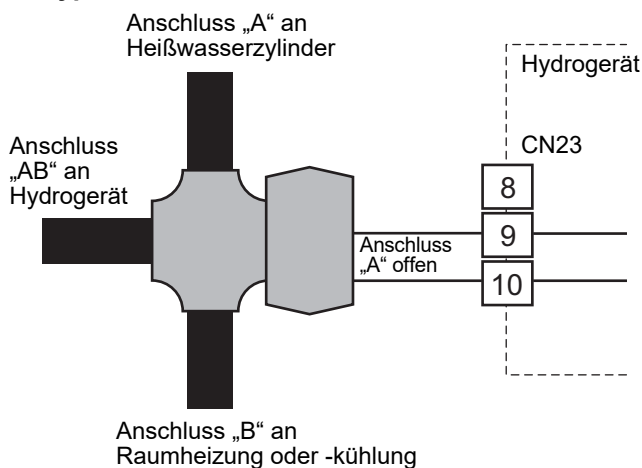 Anschluss „A“ an
Heißwasserzylinder
Hydrogerät
Anschluss
„AB“ an
Hydrogerät
CN23
8
9
10
Anschluss
„A“ offen
Anschluss „B“ an
Raumheizung oder -kühlung